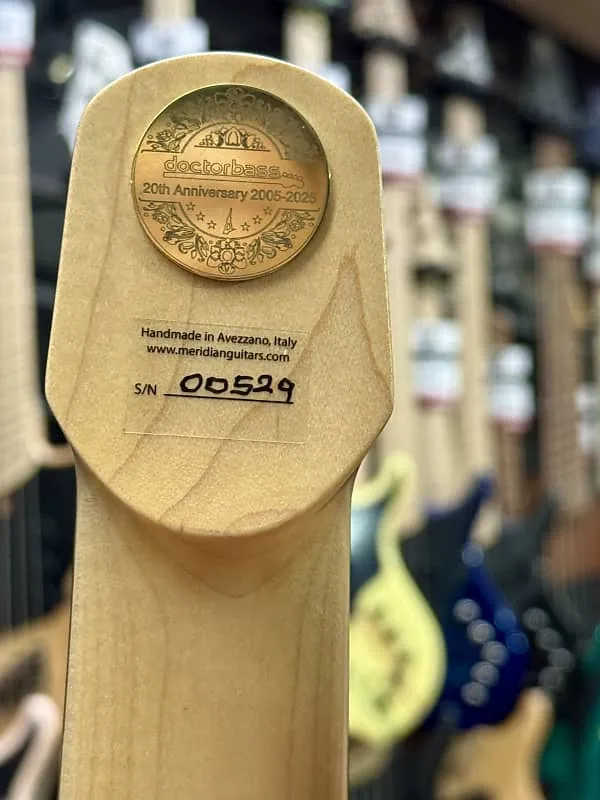 doctorbass
20th Anniversary 2005-2025
Handmade in Avezzano, Italy
www.meridianguitars.com
S/N 00529